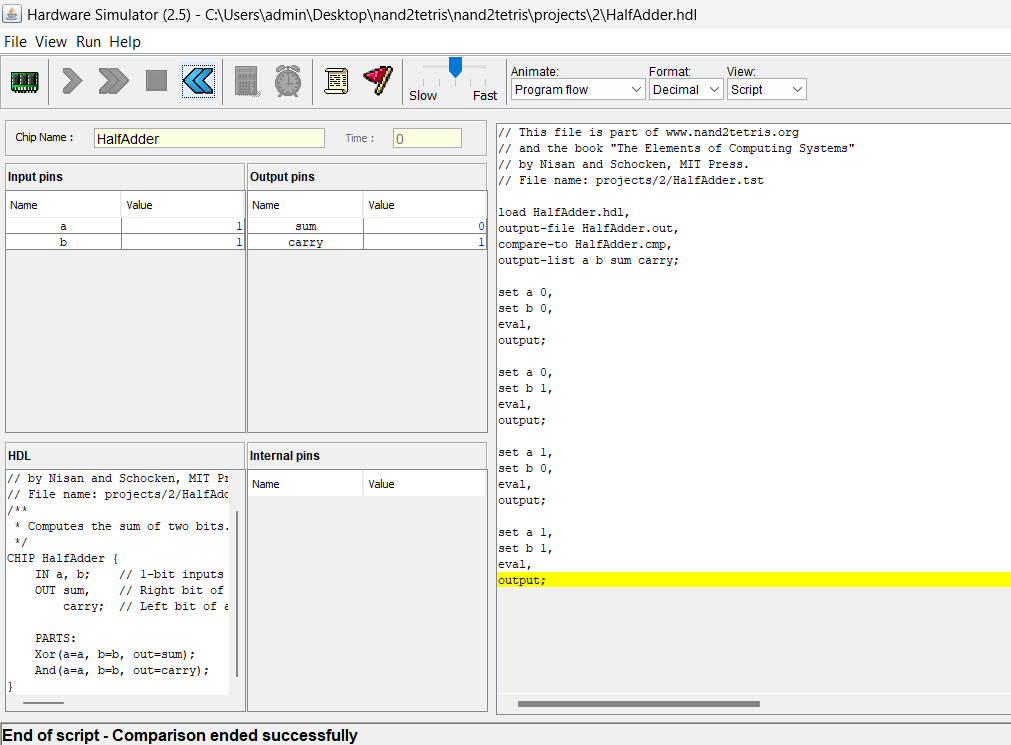 Hardware Simulator (2.5) - C:\Users\admin\Desktop\nand2tetris\nand2tetris\projects\2\HalfAdder.hdl
File View Run Help
Slow Fast
Animate: Format: View:
Program flow Decimal Script
Chip Name : HalfAdder Time : 0
Input pins
Name Value
a 1
b 1
Output pins
Name Value
sum 0
carry 1
HDL
// by Nisan and Schocken, MIT Pr
// File name: projects/2/HalfAdd
/**
* Computes the sum of two bits.
*/
CHIP HalfAdder {
IN a, b; // 1-bit inputs
OUT sum, // Right bit of
carry; // Left bit of a
PARTS:
Xor(a=a, b=b, out=sum);
And(a=a, b=b, out=carry);
}
Internal pins
Name Value
// This file is part of www.nand2tetris.org
// and the book "The Elements of Computing Systems"
// by Nisan and Schocken, MIT Press.
// File name: projects/2/HalfAdder.tst
load HalfAdder.hdl,
output-file HalfAdder.out,
compare-to HalfAdder.cmp,
output-list a b sum carry;
set a 0,
set b 0,
eval,
output;
set a 0,
set b 1,
eval,
output;
set a 1,
set b 0,
eval,
output;
set a 1,
set b 1,
eval,
output;
End of script - Comparison ended successfully